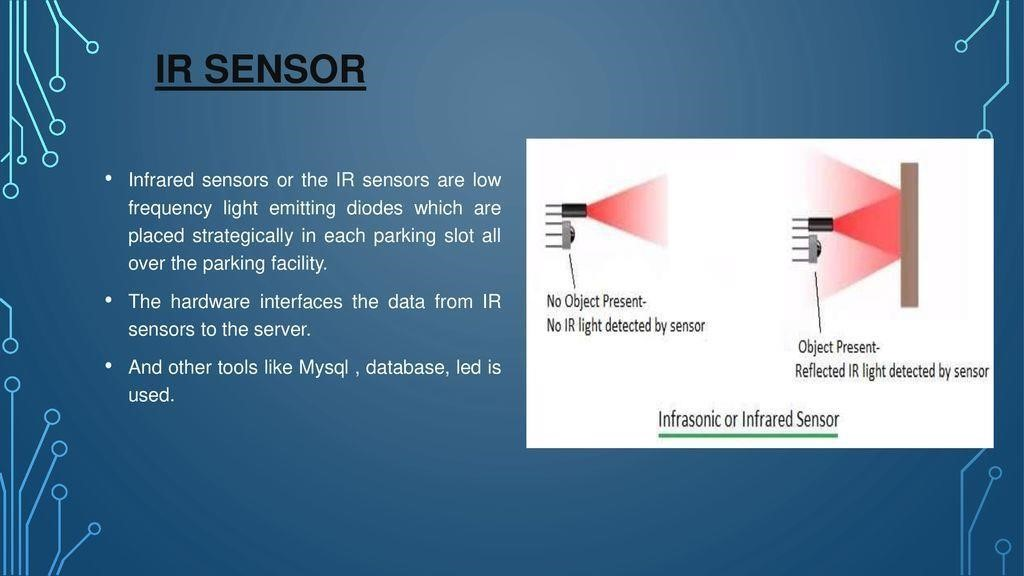 IR SENSOR
• Infrared sensors or the IR sensors are low
frequency light emitting diodes which are
placed strategically in each parking slot all
over the parking facility.
• The hardware interfaces the data from IR
sensors to the server.
• And other tools like Mysql , database, led is
used.
No Object Present-
No IR light detected by sensor
Object Present-
Reflected IR light detected by sensor
Infrasonic or Infrared Sensor